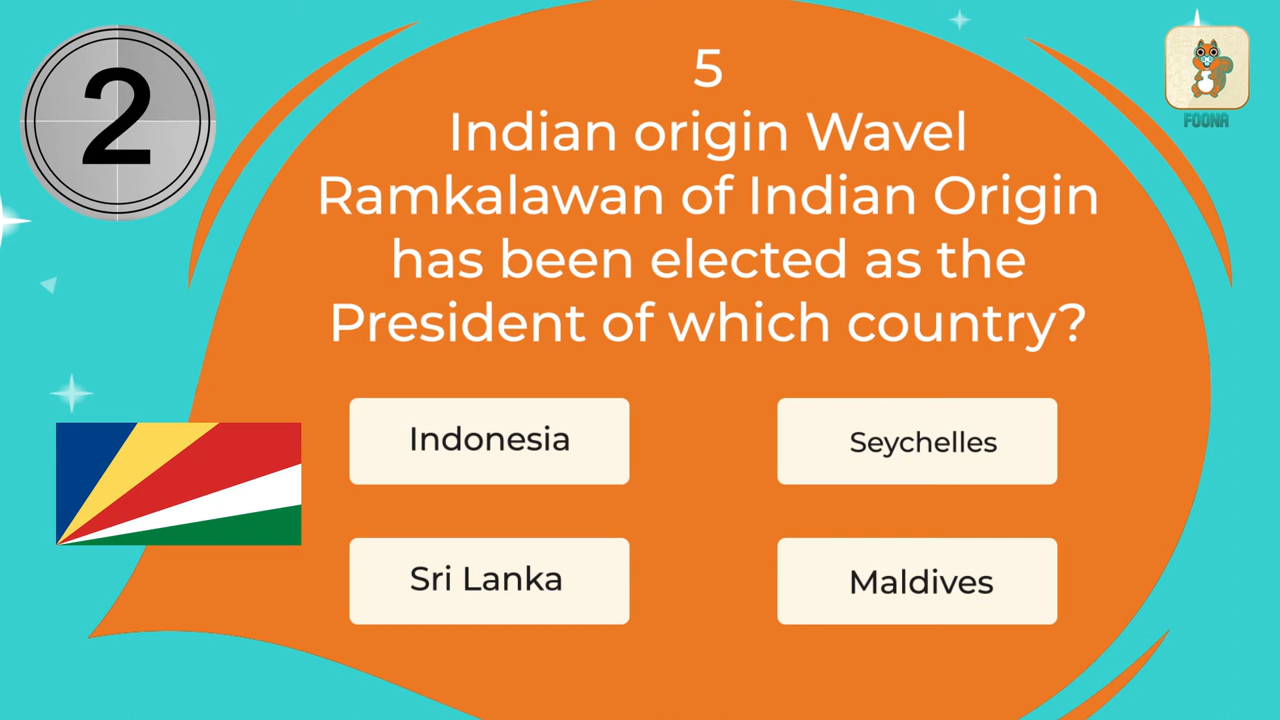 2
5
Indian origin Wavel
Ramkalawan of Indian Origin
has been elected as the
President of which country?
Indonesia
Seychelles
Sri Lanka
Maldives
FOONA